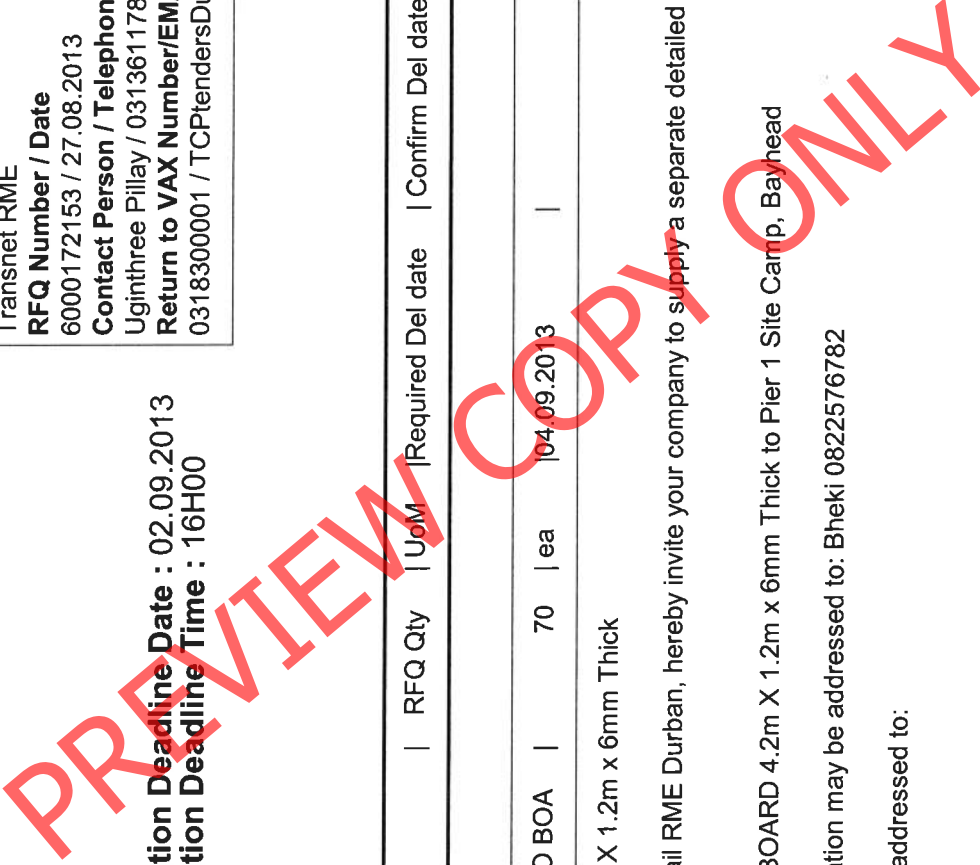 Transnet RME
RFQ Number / Date
6000172153 / 27.08.2013
Contact Person / Telephon
Uginthree Pillay / 031361178
Return to VAX Number/EMA
0318300001 / TCPtendersDu
tion Deadline Date : 02.09.2013
tion Deadline Time : 16H00
| RFQ Qty | UoM |Required Del date | Confirm Del date
D BOA | 70 | ea |04.09.2013 |
X 1.2m x 6mm Thick
il RME Durban, hereby invite your company to supply a separate detailed
BOARD 4.2m X 1.2m x 6mm Thick to Pier 1 Site Camp, Bayhead
tion may be addressed to: Bheki 0822576782
addressed to:
PREVIEW COPY ONLY